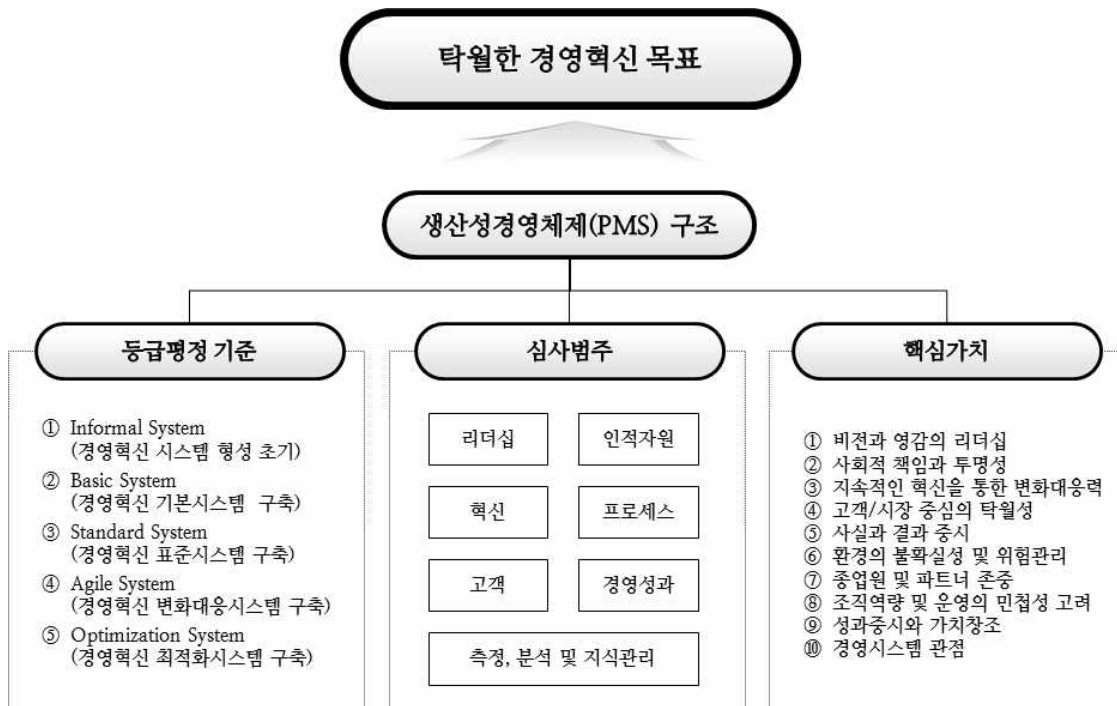 탁월한 경영혁신 목표
생산성경영체제(PMS) 구조
등급평정 기준
① Informal System
(경영혁신 시스템 형성 초기)
② Basic System
(경영혁신 기본시스템 구축)
③ Standard System
(경영혁신 표준시스템 구축)
④ Agile System
(경영혁신 변화대응시스템 구축)
⑤ Optimization System
(경영혁신 최적화시스템 구축)
심사범주
리더십
인적자원
혁신
프로세스
고객
경영성과
측정, 분석 및 지식관리
핵심가치
① 비전과 영감의 리더십
② 사회적 책임과 투명성
③ 지속적인 혁신을 통한 변화대응력
④ 고객/시장 중심의 탁월성
⑤ 사실과 결과 중시
⑥ 환경의 불확실성 및 위험관리
⑦ 종업원 및 파트너 존중
⑧ 조직역량 및 운영의 민첩성 고려
⑨ 성과중시와 가치창조
⑩ 경영시스템 관점